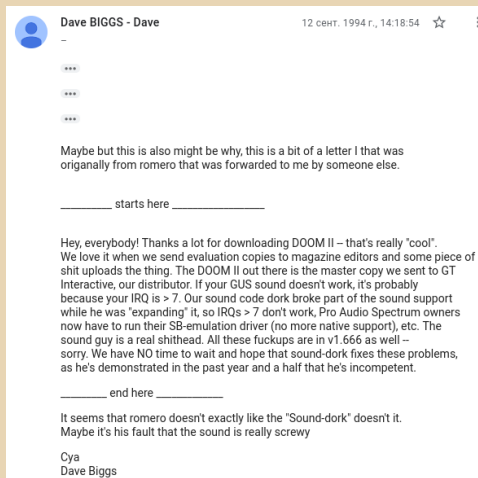 Dave BIGGS - Dave
12 сент. 1994 г., 14:18:54
–
Maybe but this is also might be why, this is a bit of a letter I that was
origanally from romero that was forwarded to me by someone else.
__________ starts here __________________
Hey, everybody! Thanks a lot for downloading DOOM II -- that's really "cool".
We love it when we send evaluation copies to magazine editors and some piece of
shit uploads the thing. The DOOM II out there is the master copy we sent to GT
Interactive, our distributor. If your GUS sound doesn't work, it's probably
because your IRQ is > 7. Our sound code dork broke part of the sound support
while he was "expanding" it, so IRQs > 7 don't work, Pro Audio Spectrum owners
now have to run their SB-emulation driver (no more native support), etc. The
sound guy is a real shithead. All these fuckups are in v1.666 as well --
sorry. We have NO time to wait and hope that sound-dork fixes these problems,
as he's demonstrated in the past year and a half that he's incompetent.
_________ end here _____________
It seems that romero doesn't exactly like the "Sound-dork" doesn't it.
Maybe it's his fault that the sound is really screwy
Cya
Dave Biggs